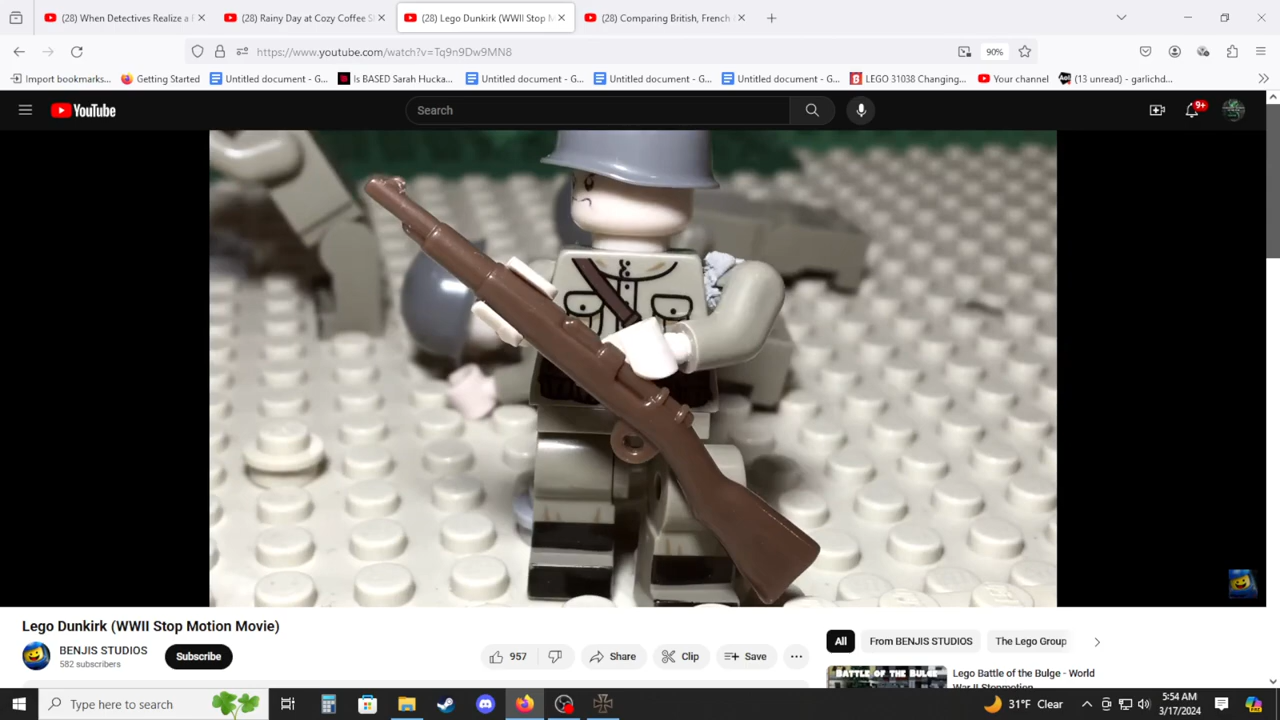 (28) When Detectives Realize a
(28) Rainy Day at Cozy Coffee S
(28) Lego Dunkirk (WWII Stop M
(28) Comparing British, French
https://www.youtube.com/watch?v=Tq9n9Dw9MN8
90%
Import bookmarks...
Getting Started
Untitled document - G...
Is BASED Sarah Hucka...
Untitled document - G...
Untitled document - G...
Untitled document - G...
LEGO 31038 Changing...
Your channel
(13 unread) - garlichd...
YouTube
Search
9+
Lego Dunkirk (WWII Stop Motion Movie)
BENJIS STUDIOS
582 subscribers
Subscribe
957
Share
Clip
Save
All
From BENJIS STUDIOS
The Lego Group
BATTLE OF THE BULGE
Lego Battle of the Bulge - World
War II Stopmotion
Type here to search
31°F Clear
5:54 AM
3/17/2024